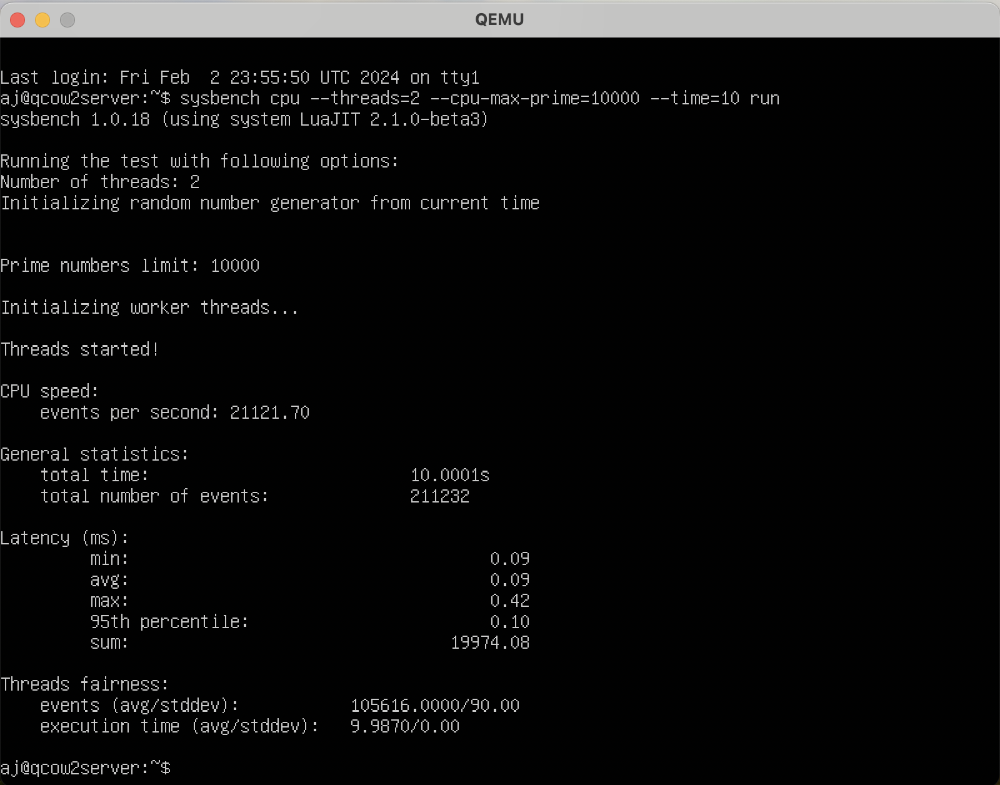 QEMU
Last login: Fri Feb  2 23:55:50 UTC 2024 on tty1
aj@qcow2server:~$ sysbench cpu --threads=2 --cpu-max-prime=10000 --time=10 run
sysbench 1.0.18 (using system LuaJIT 2.1.0-beta3)
Running the test with following options:
Number of threads: 2
Initializing random number generator from current time
Prime numbers limit: 10000
Initializing worker threads...
Threads started!
CPU speed:
    events per second: 21121.70
General statistics:
    total time:                          10.0001s
    total number of events:              211232
Latency (ms):
         min:                                    0.09
         avg:                                    0.09
         max:                                    0.42
         95th percentile:                        0.10
         sum:                                19974.08
Threads fairness:
    events (avg/stddev):           105616.0000/90.00
    execution time (avg/stddev):   9.9870/0.00
aj@qcow2server:~$